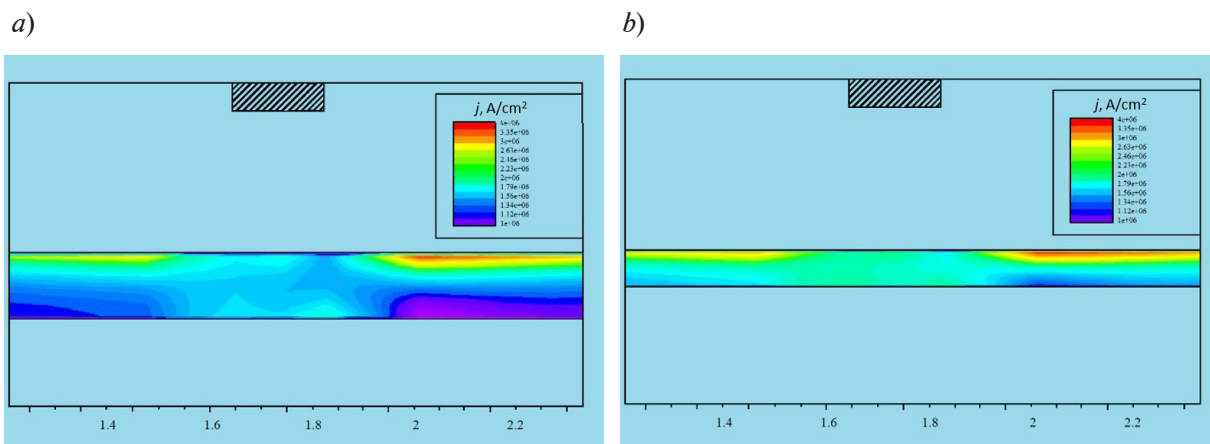 a)
b)
j, A/cm²
4e+06
3.35e+06
3e+06
2.63e+06
2.46e+06
2.23e+06
2e+06
1.79e+06
1.56e+06
1.34e+06
1.12e+06
1e+06
1.4 1.6 1.8 2 2.2
j, A/cm²
4e+06
3.35e+06
3e+06
2.63e+06
2.46e+06
2.23e+06
2e+06
1.79e+06
1.56e+06
1.34e+06
1.12e+06
1e+06
1.4 1.6 1.8 2 2.2